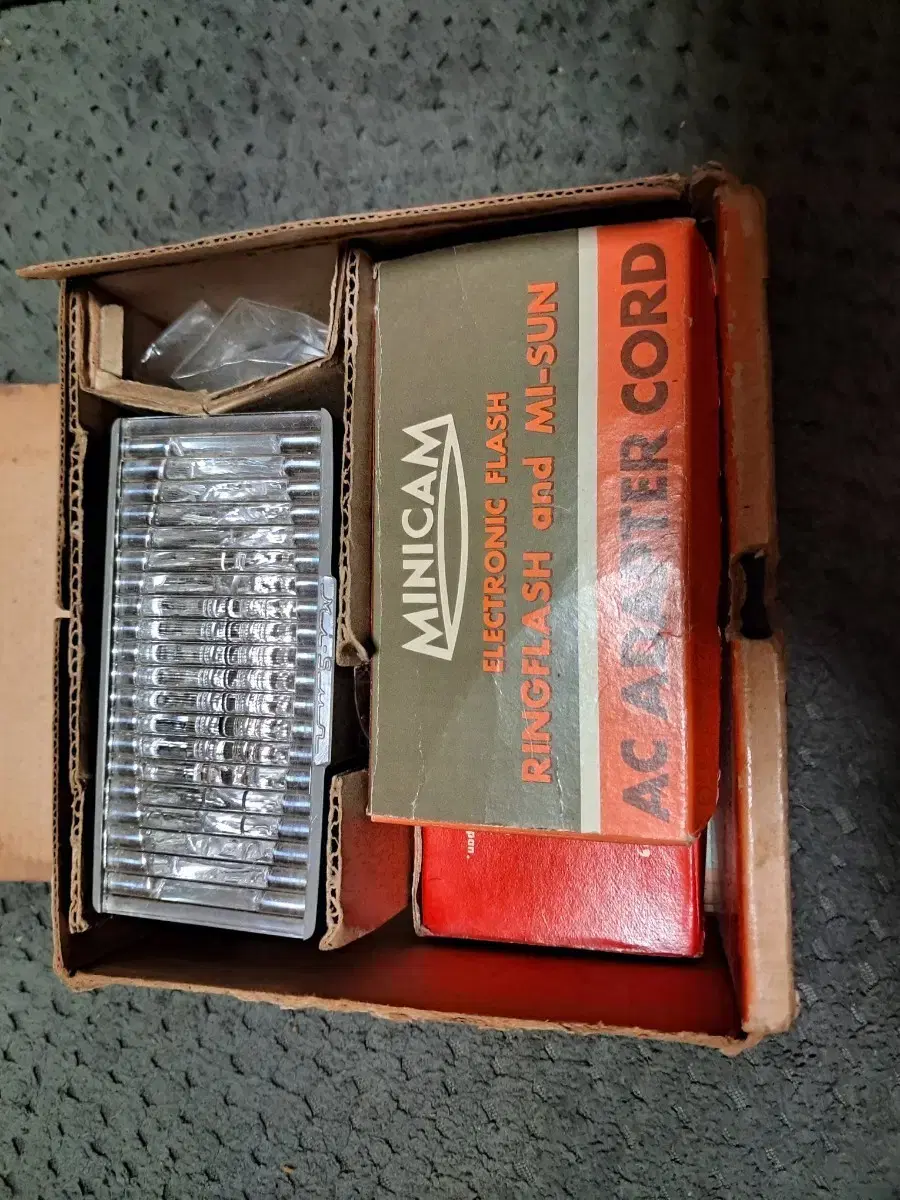 MINICAM
ELECTRONIC FLASH
RINGFLASH and MI-SUN
AC ADAPTER CORD